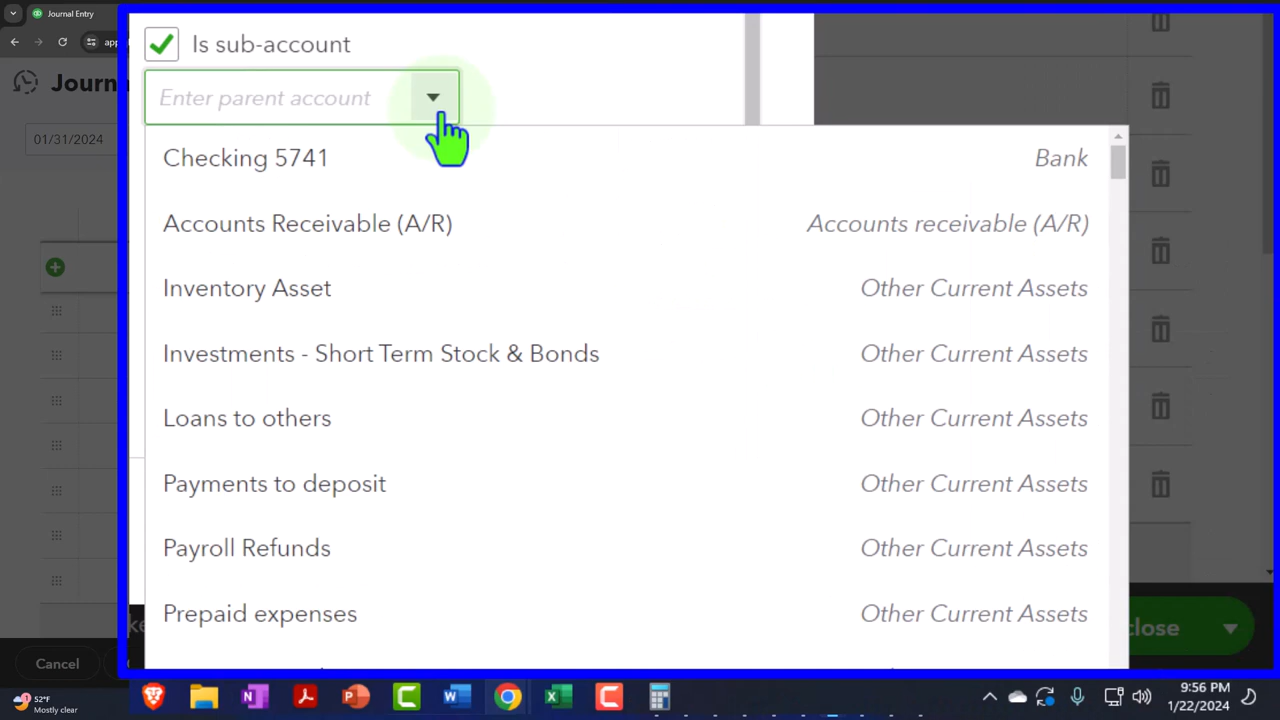 Journal Entry
Is sub-account
Journ
Enter parent account
01/31/2024
Checking 5741 Bank
Accounts Receivable (A/R) Accounts receivable (A/R)
Inventory Asset Other Current Assets
Investments - Short Term Stock & Bonds Other Current Assets
Loans to others Other Current Assets
Payments to deposit Other Current Assets
Payroll Refunds Other Current Assets
Prepaid expenses Other Current Assets
close
Cancel
52°F
Mostly clear
9:56 PM
1/22/2024